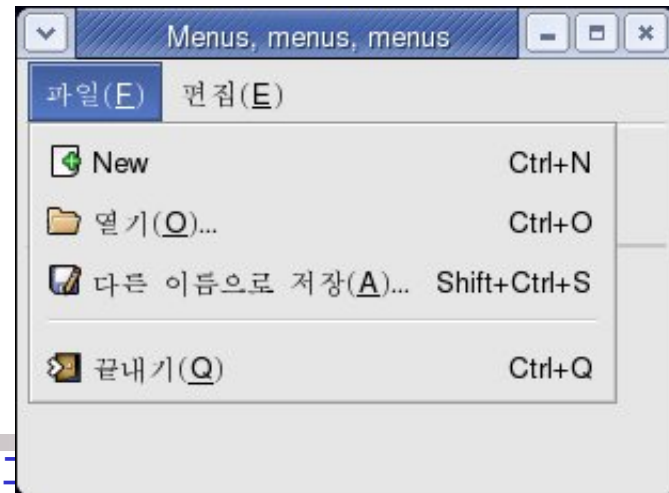 Menus, menus, menus
파일(F) 편집(E)
New Ctrl+N
열기(O)... Ctrl+O
다른 이름으로 저장(A)... Shift+Ctrl+S
끝내기(Q) Ctrl+Q